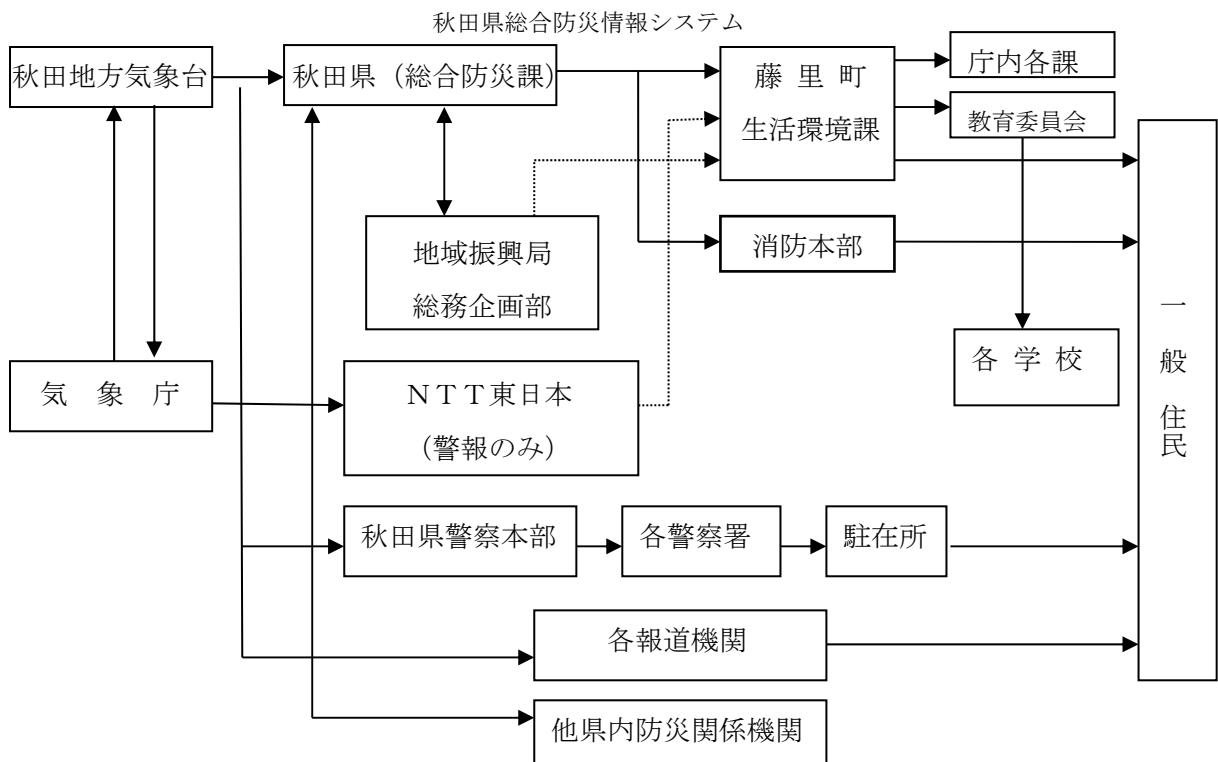 秋田県総合防災情報システム
秋田地方気象台
秋田県（総合防災課）
藤 里 町
生活環境課
庁内各課
教育委員会
地域振興局
総務企画部
消防本部
各 学 校
一般住民
気 象 庁
ＮＴＴ東日本
（警報のみ）
秋田県警察本部
各警察署
駐在所
各報道機関
他県内防災関係機関